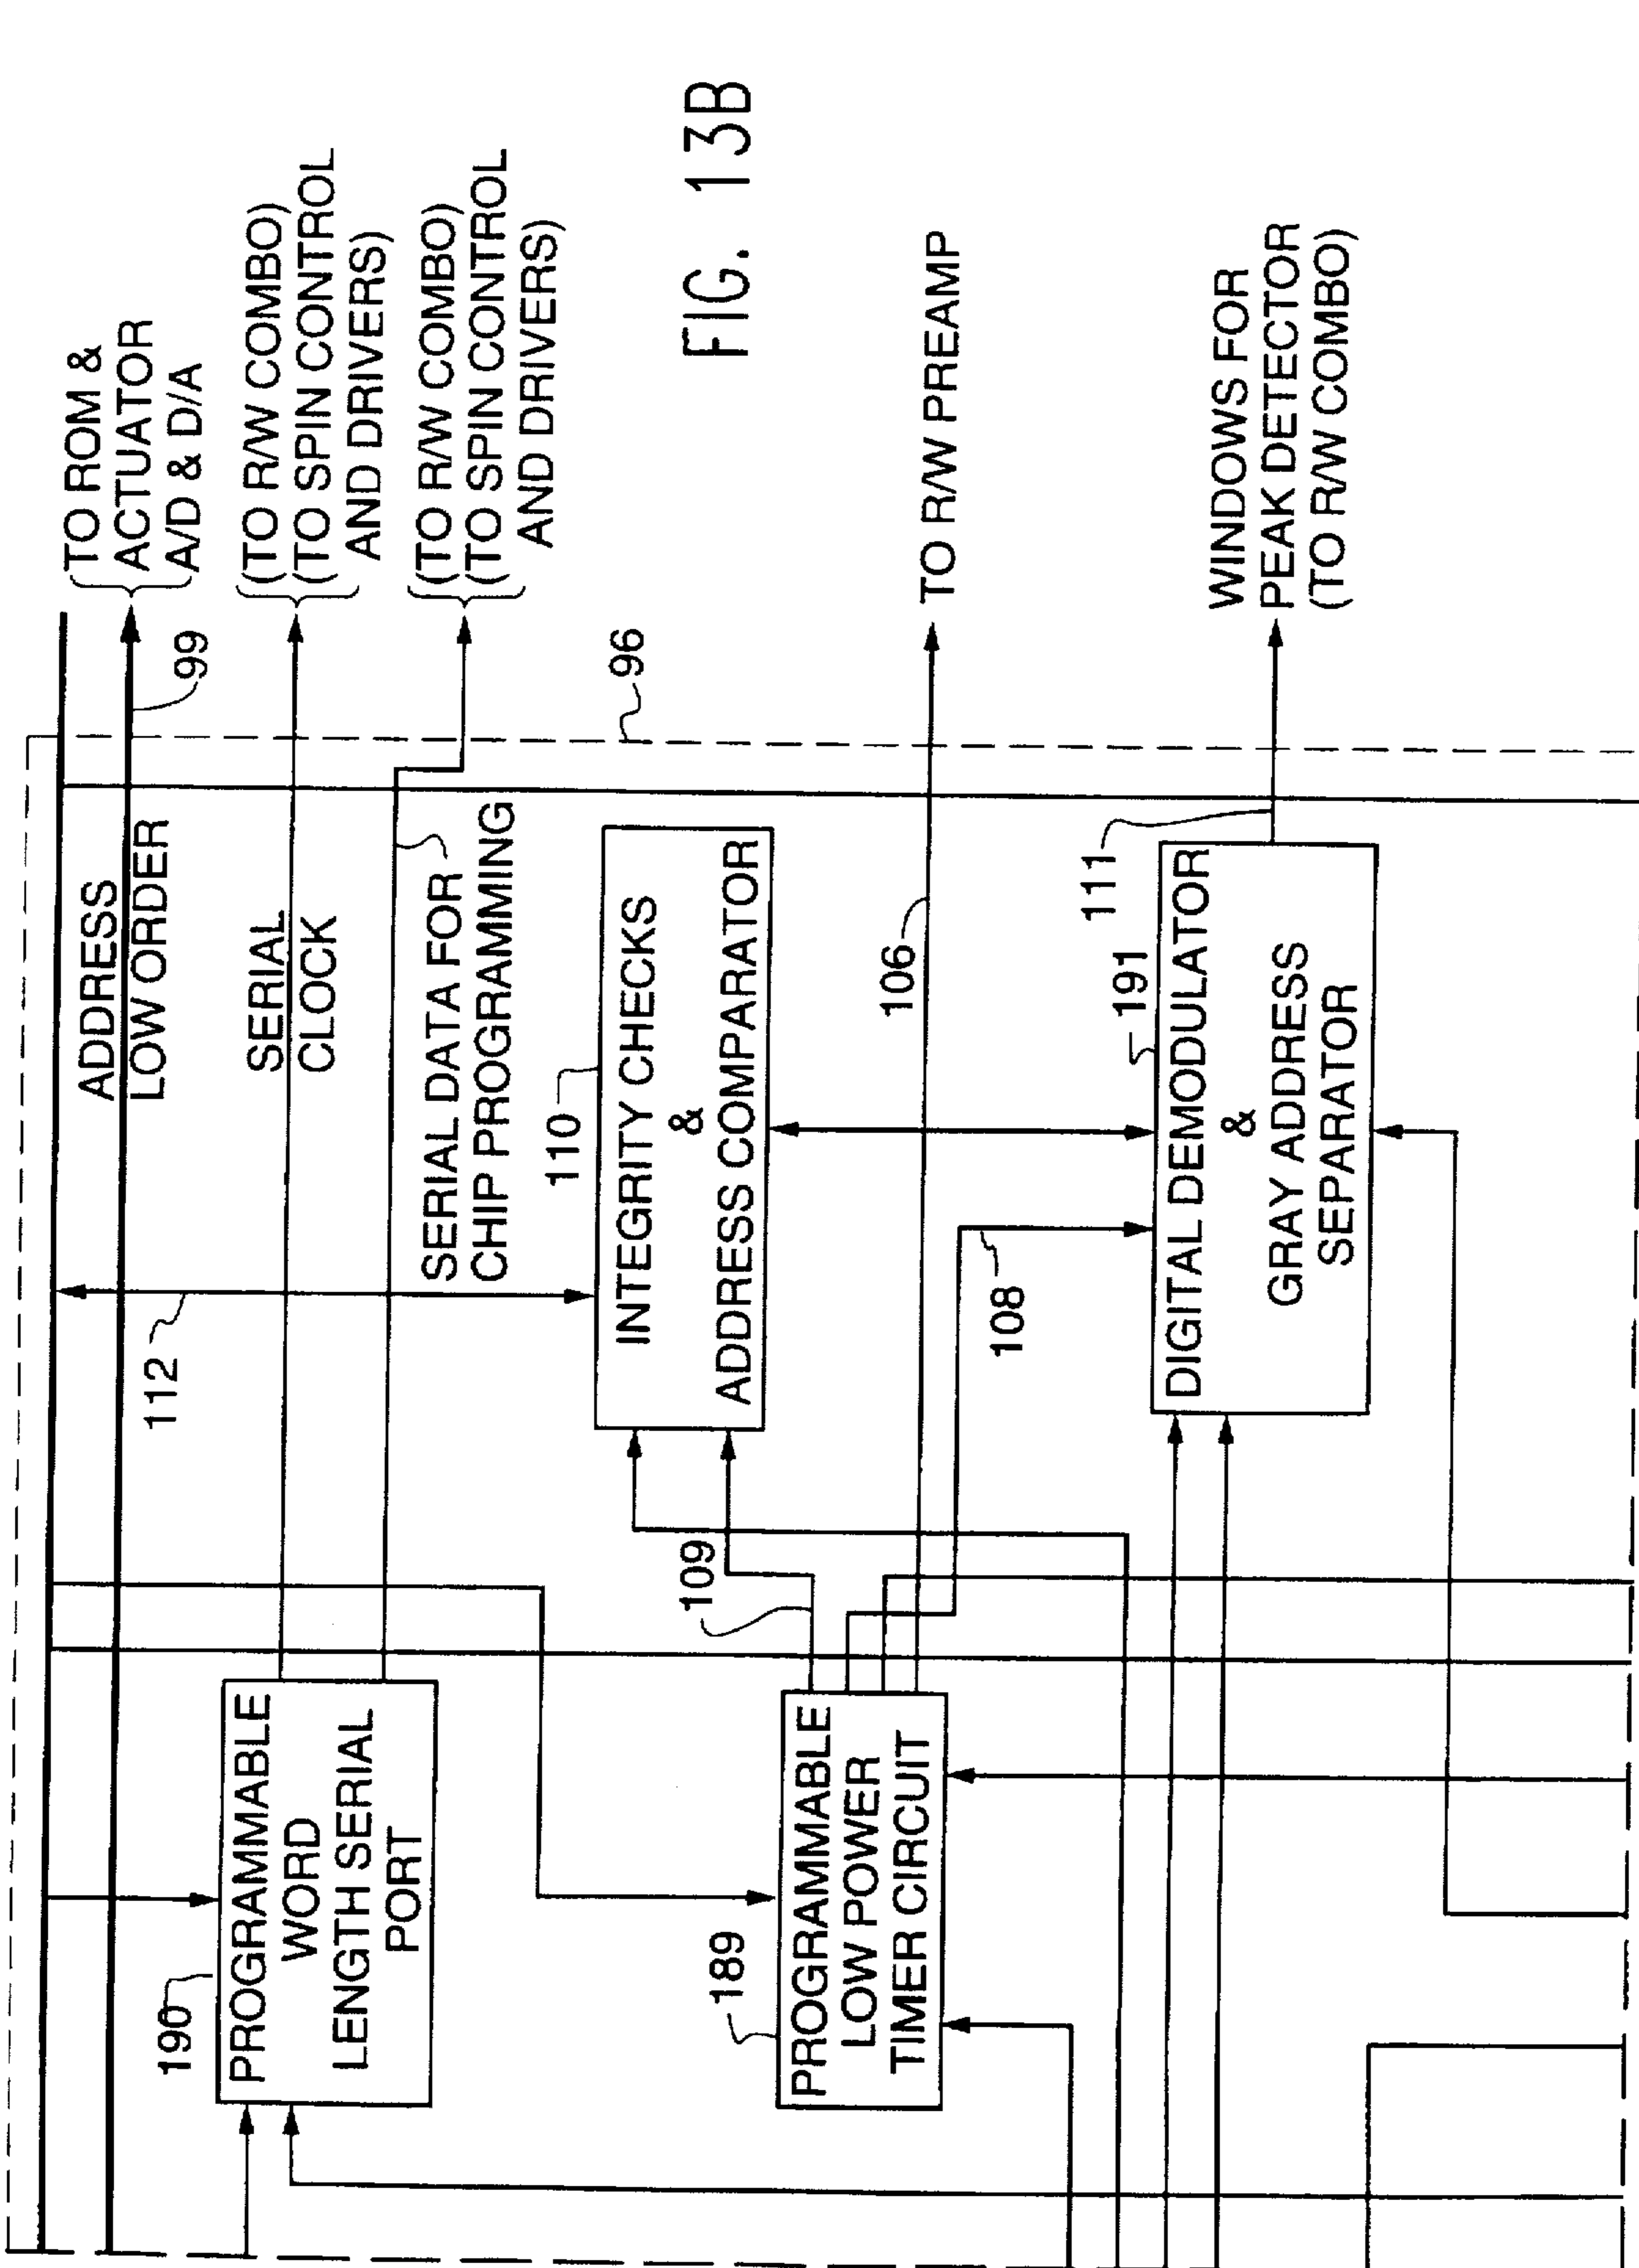 TO ROM &
ACTUATOR
A/D & D/A
99
ADDRESS
LOW ORDER
(TO R/W COMBO)
(TO SPIN CONTROL
AND DRIVERS)
SERIAL
CLOCK
(TO R/W COMBO)
(TO SPIN CONTROL
AND DRIVERS)
SERIAL DATA FOR
CHIP PROGRAMMING
112
190
PROGRAMMABLE
WORD
LENGTH SERIAL
PORT
96
FIG. 13B
110
INTEGRITY CHECKS
&
ADDRESS COMPARATOR
109
189
PROGRAMMABLE
LOW POWER
TIMER CIRCUIT
106
TO R/W PREAMP
108
111
191
DIGITAL DEMODULATOR
&
GRAY ADDRESS
SEPARATOR
WINDOWS FOR
PEAK DETECTOR
(TO R/W COMBO)